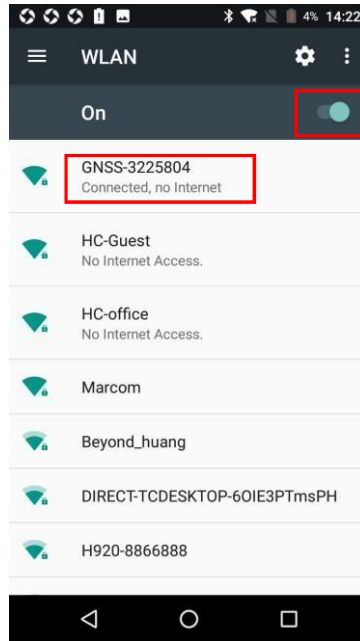 4% 14:22
WLAN
On
GNSS-3225804
Connected, no Internet
HC-Guest
No Internet Access.
HC-office
No Internet Access.
Marcom
Beyond_huang
DIRECT-TCDESKTOP-6OIE3PTmsPH
H920-8866888